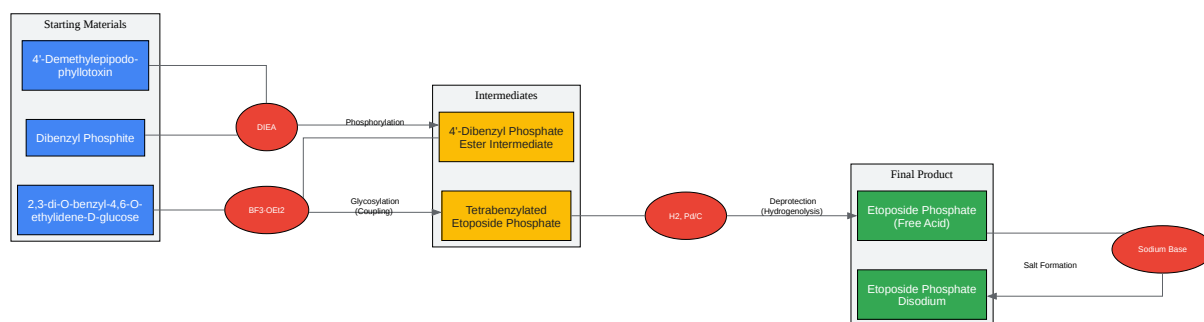 Starting Materials
4'-Demethylepipodo-
phyllotoxin
Dibenzyl Phosphite
2,3-di-O-benzyl-4,6-O-
ethylidene-D-glucose
DIEA
BF3-OEt2
Phosphorylation
Glycosylation
(Coupling)
Intermediates
4'-Dibenzyl Phosphate
Ester Intermediate
Tetrabenzylated
Etoposide Phosphate
H2, Pd/C
Deprotection
(Hydrogenolysis)
Final Product
Etoposide Phosphate
(Free Acid)
Etoposide Phosphate
Disodium
Sodium Base
Salt Formation